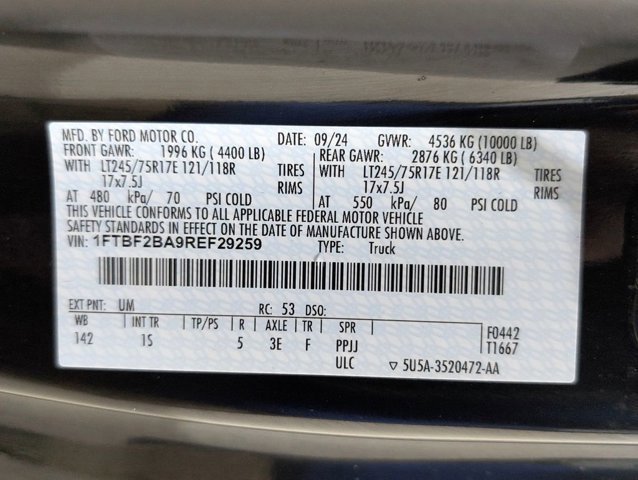 MFD. BY FORD MOTOR CO. DATE: 09/24 GVWR: 4536 KG (10000 LB)
FRONT GAWR: 1996 KG ( 4400 LB) REAR GAWR: 2876 KG ( 6340 LB)
WITH LT245/75R17E 121/118R TIRES WITH LT245/75R17E 121/118R TIRES
17x7.5J RIMS 17x7.5J RIMS
AT 480 kPa/ 70 PSI COLD AT 550 kPa/ 80 PSI COLD
THIS VEHICLE CONFORMS TO ALL APPLICABLE FEDERAL MOTOR VEHICLE
SAFETY STANDARDS IN EFFECT ON THE DATE OF MANUFACTURE SHOWN ABOVE.
VIN: 1FTBF2BA9REF29259 TYPE: Truck
EXT PNT: UM RC: 53 DSO:
WB INT TR TP/PS R AXLE TR SPR F0442
142 1S 5 3E F PPJJ T1667
ULC ▽ 5U5A-3520472-AA